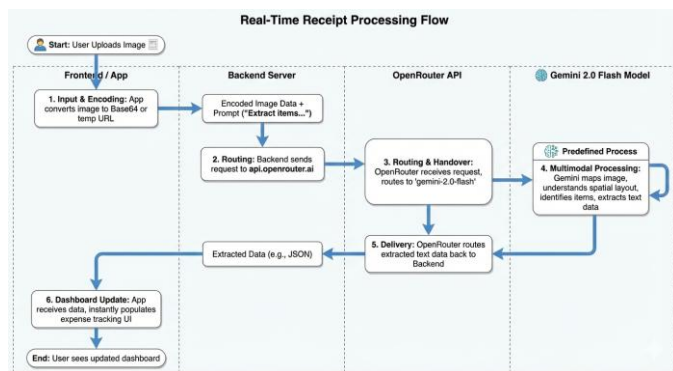 Real-Time Receipt Processing Flow
Start: User Uploads Image
Frontend / App
Backend Server
OpenRouter API
Gemini 2.0 Flash Model
1. Input & Encoding: App
converts image to Base64 or
temp URL
Encoded Image Data +
Prompt ("Extract items...")
2. Routing: Backend sends
request to api.openrouter.ai
3. Routing & Handover:
OpenRouter receives request,
routes to 'gemini-2.0-flash'
Predefined Process
4. Multimodal Processing:
Gemini maps image,
understands spatial layout,
identifies items, extracts text
data
5. Delivery: OpenRouter routes
extracted text data back to
Backend
Extracted Data (e.g., JSON)
6. Dashboard Update: App
receives data, instantly populates
expense tracking UI
End: User sees updated dashboard